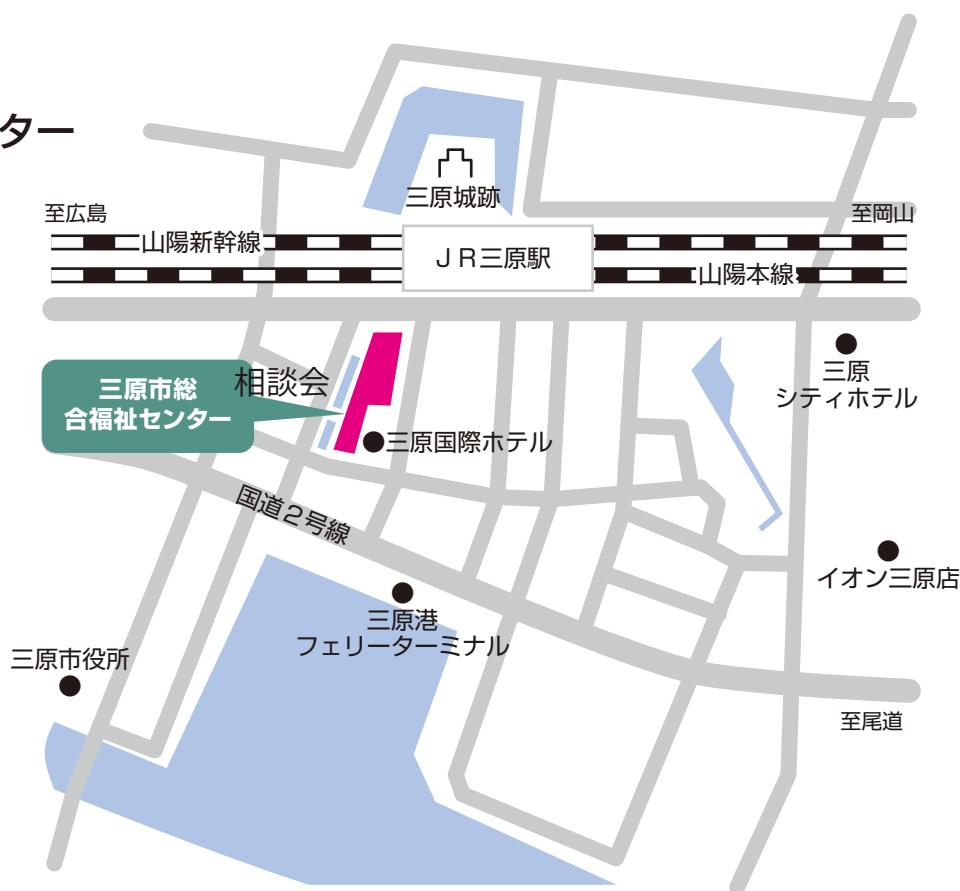 ター
三原城跡
至広島
至岡山
山陽新幹線
JR三原駅
山陽本線
三原
シティホテル
相談会
三原市総
合福祉センター
三原国際ホテル
国道2号線
イオン三原店
三原港
フェリーターミナル
三原市役所
至尾道